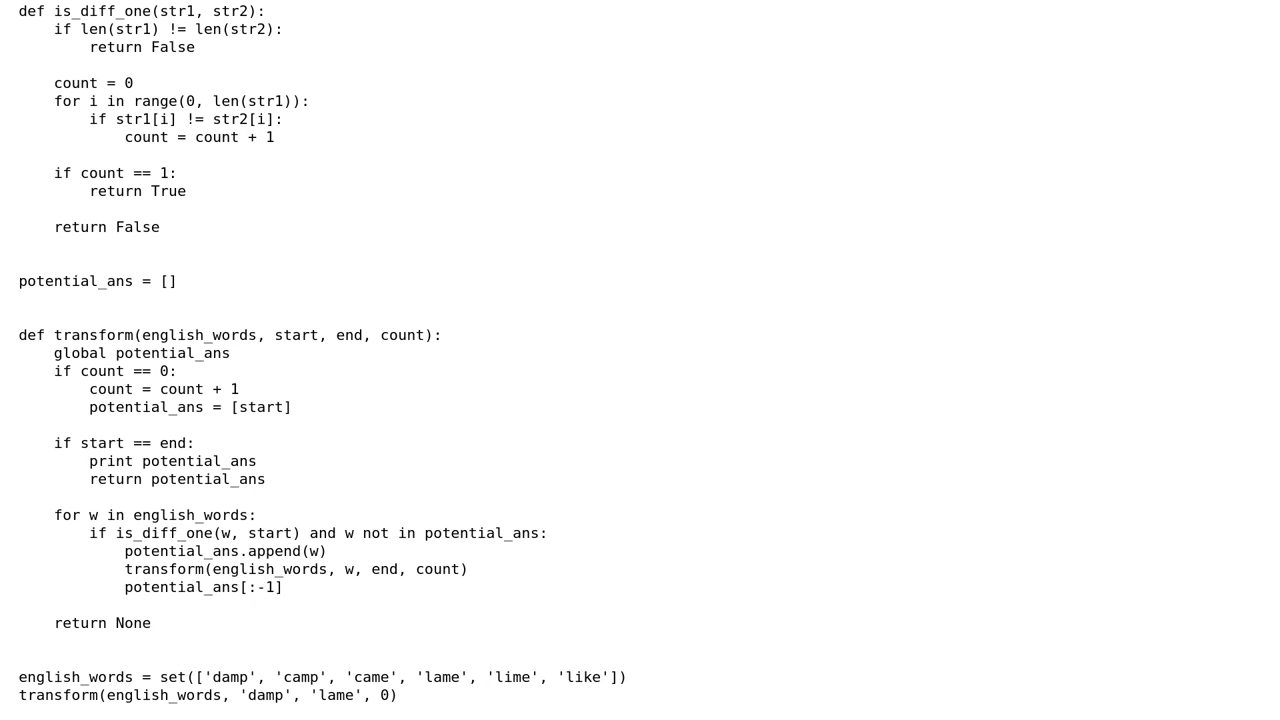 def is_diff_one(str1, str2):
    if len(str1) != len(str2):
        return False

    count = 0
    for i in range(0, len(str1)):
        if str1[i] != str2[i]:
            count = count + 1

    if count == 1:
        return True

    return False


potential_ans = []


def transform(english_words, start, end, count):
    global potential_ans
    if count == 0:
        count = count + 1
        potential_ans = [start]

    if start == end:
        print potential_ans
        return potential_ans

    for w in english_words:
        if is_diff_one(w, start) and w not in potential_ans:
            potential_ans.append(w)
            transform(english_words, w, end, count)
            potential_ans[:-1]

    return None


english_words = set(['damp', 'camp', 'came', 'lame', 'lime', 'like'])
transform(english_words, 'damp', 'lame', 0)